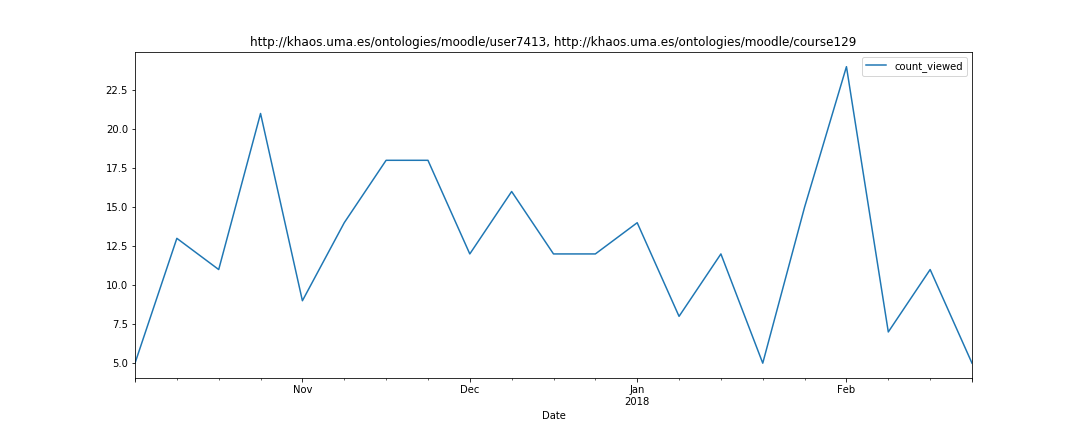 http://khaos.uma.es/ontologies/moodle/user7413, http://khaos.uma.es/ontologies/moodle/course129
count_viewed
22.5
20.0
17.5
15.0
12.5
10.0
7.5
5.0
Nov Dec Jan Feb
2018
Date